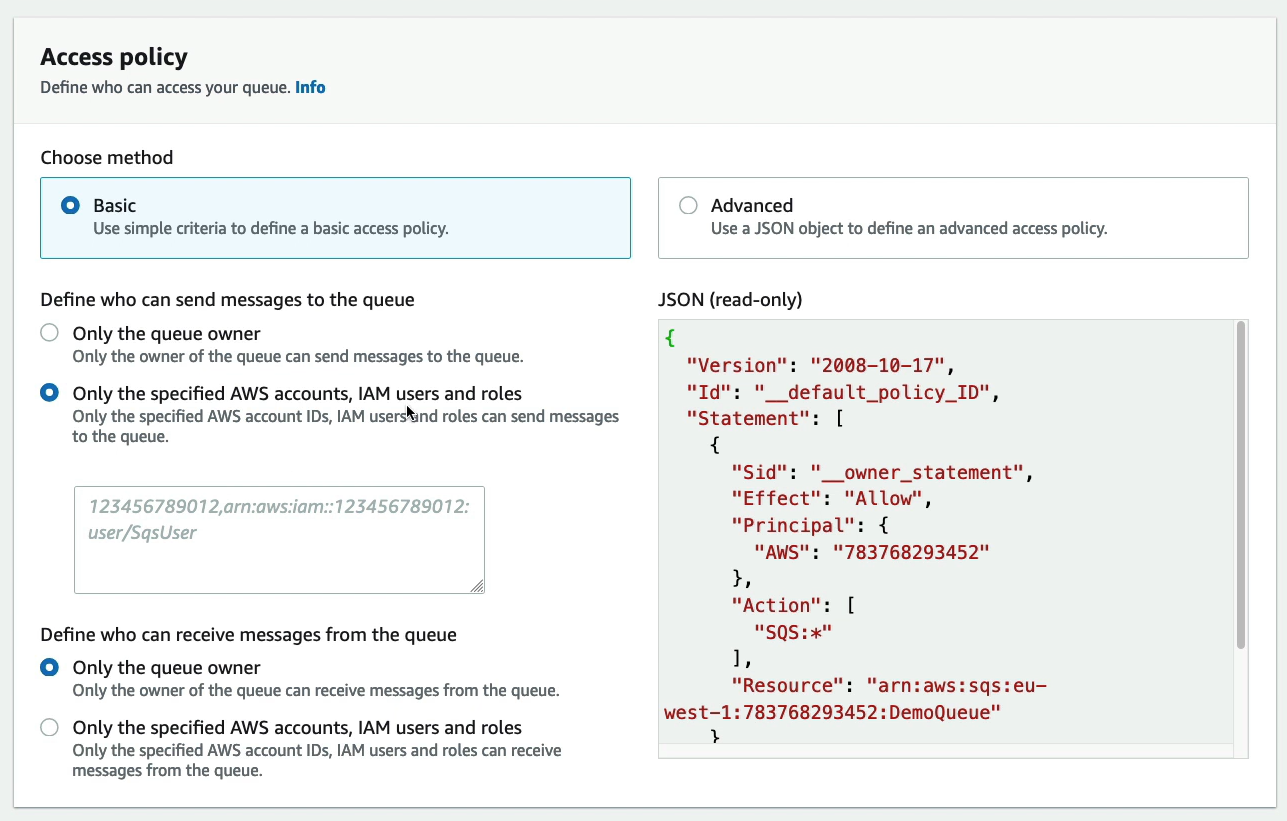 Access policy
Define who can access your queue. Info
Choose method
Basic
Use simple criteria to define a basic access policy.
Advanced
Use a JSON object to define an advanced access policy.
Define who can send messages to the queue
Only the queue owner
Only the owner of the queue can send messages to the queue.
Only the specified AWS accounts, IAM users and roles
Only the specified AWS account IDs, IAM users and roles can send messages
to the queue.
123456789012,arn:aws:iam::123456789012:
user/SqsUser
Define who can receive messages from the queue
Only the queue owner
Only the owner of the queue can receive messages from the queue.
Only the specified AWS accounts, IAM users and roles
Only the specified AWS account IDs, IAM users and roles can receive
messages from the queue.
JSON (read-only)
{
  "Version": "2008-10-17",
  "Id": "__default_policy_ID",
  "Statement": [
    {
      "Sid": "__owner_statement",
      "Effect": "Allow",
      "Principal": {
        "AWS": "783768293452"
      },
      "Action": [
        "SQS:*"
      ],
      "Resource": "arn:aws:sqs:eu-
west-1:783768293452:DemoQueue"
    }